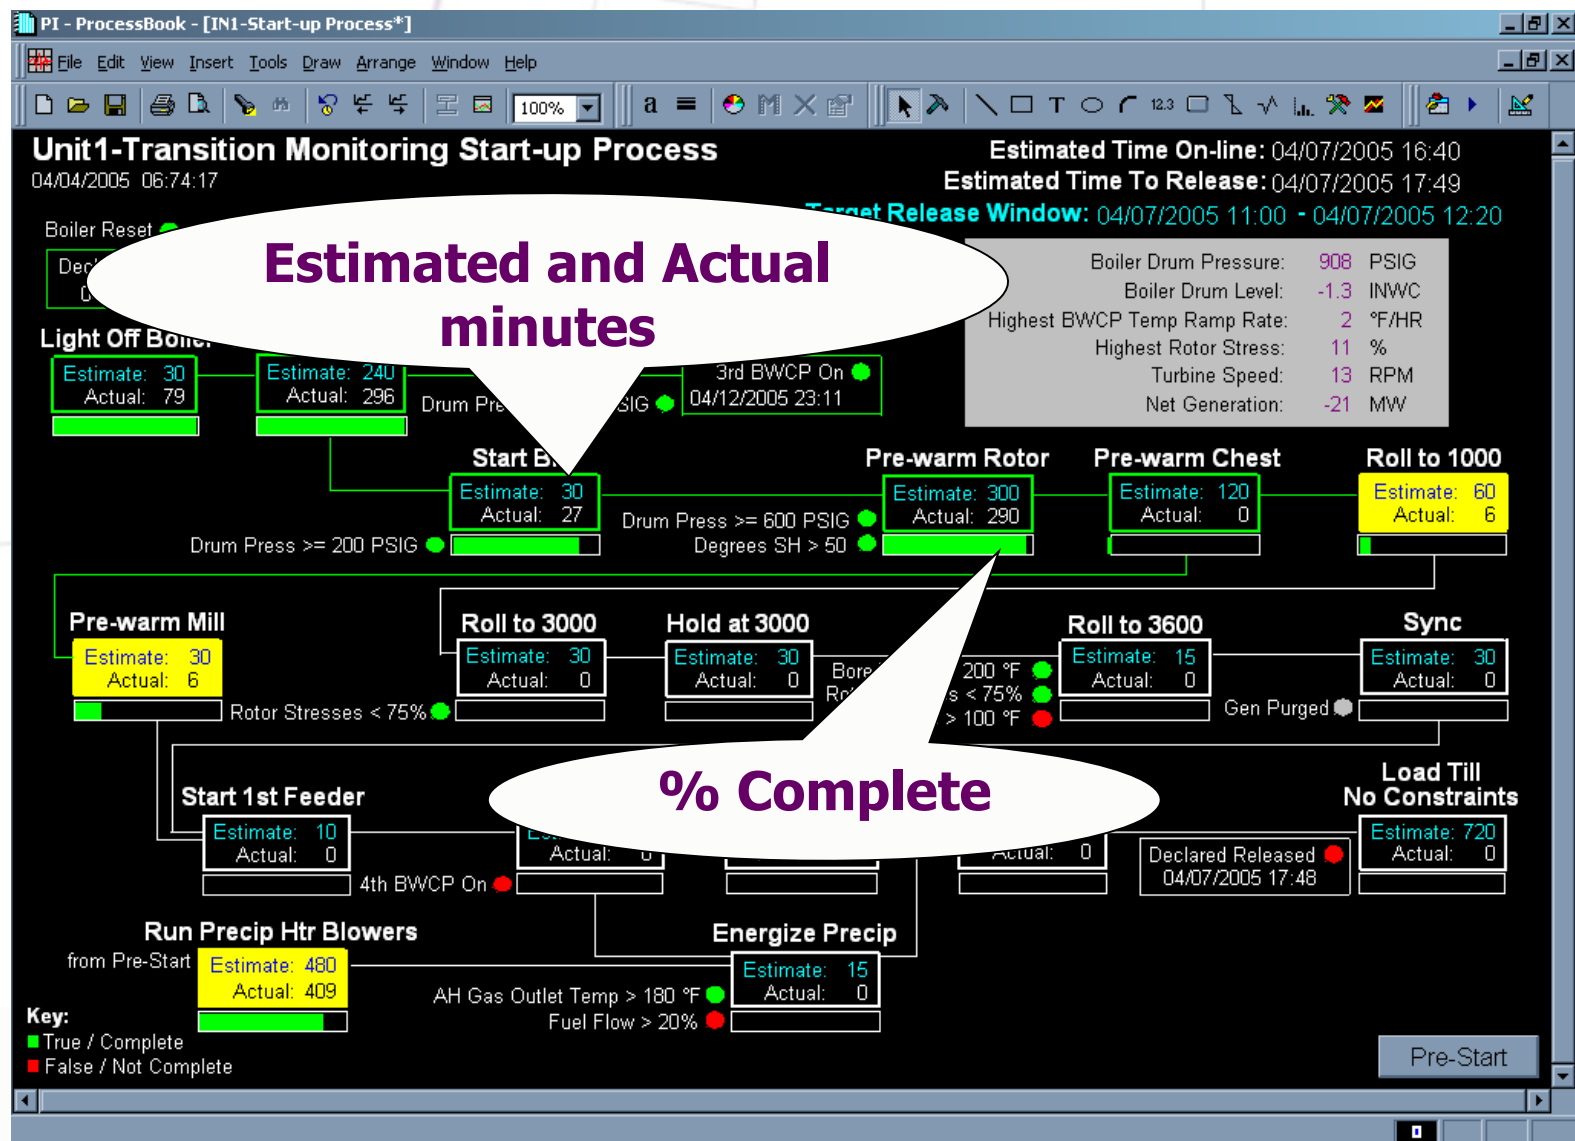 PI - ProcessBook - [IN1-Start-up Process*]
File Edit View Insert Tools Draw Arrange Window Help
100%
a
M
T
12.3
Unit1-Transition Monitoring Start-up Process
04/04/2005 06:74:17
Estimated Time On-line: 04/07/2005 16:40
Estimated Time To Release: 04/07/2005 17:49
Target Release Window: 04/07/2005 11:00 - 04/07/2005 12:20
Boiler Reset
Estimated and Actual
minutes
Boiler Drum Pressure: 908 PSIG
Boiler Drum Level: -1.3 INWC
Highest BWCP Temp Ramp Rate: 2 °F/HR
Highest Rotor Stress: 11 %
Turbine Speed: 13 RPM
Net Generation: -21 MW
Light Off Boiler
Estimate: 30
Actual: 79
Estimate: 240
Actual: 296
Drum
SIG
3rd BWCP On
04/12/2005 23:11
Start
Estimate: 30
Actual: 27
Drum Press >= 200 PSIG
Pre-warm Rotor
Estimate: 300
Actual: 290
Drum Press >= 600 PSIG
Degrees SH > 50
Pre-warm Chest
Estimate: 120
Actual: 0
Roll to 1000
Estimate: 60
Actual: 6
Pre-warm Mill
Estimate: 30
Actual: 6
Roll to 3000
Estimate: 30
Actual: 0
Rotor Stresses < 75%
Hold at 3000
Estimate: 30
Actual: 0
Bore 200 °F
s < 75%
> 100 °F
Roll to 3600
Estimate: 15
Actual: 0
Sync
Estimate: 30
Actual: 0
Gen Purged
% Complete
Start 1st Feeder
Estimate: 10
Actual: 0
4th BWCP On
Actual: 0
Actual: 0
Declared Released
04/07/2005 17:48
Load Till
No Constraints
Estimate: 720
Actual: 0
Run Precip Htr Blowers
from Pre-Start
Estimate: 480
Actual: 409
Energize Precip
Estimate: 15
Actual: 0
AH Gas Outlet Temp > 180 °F
Fuel Flow > 20%
Key:
True / Complete
False / Not Complete
Pre-Start